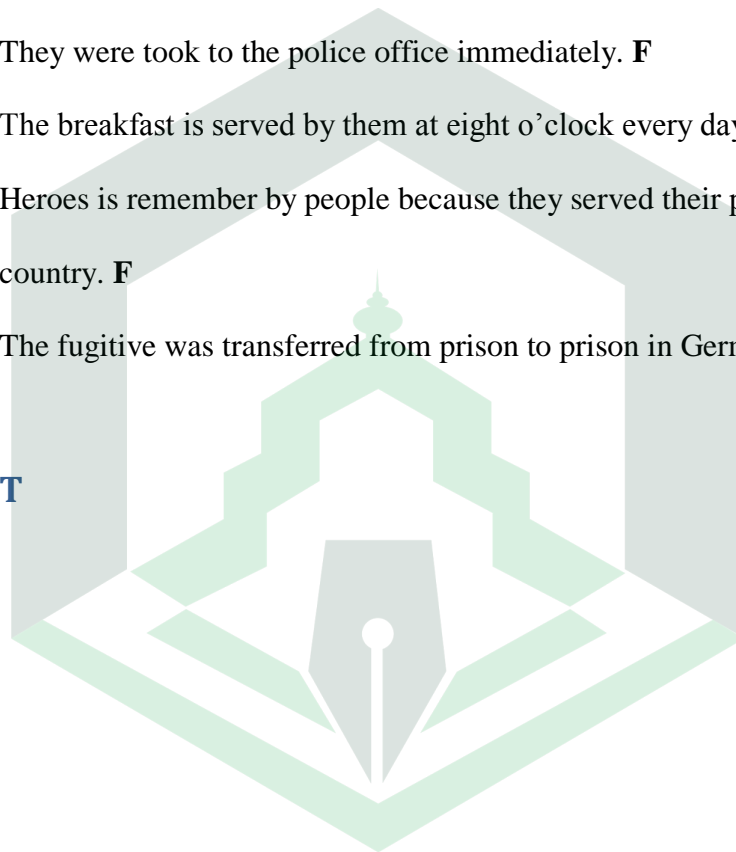 They were took to the police office immediately. F
The breakfast is served by them at eight o’clock every day
Heroes is remember by people because they served their
country. F
The fugitive was transferred from prison to prison in
T